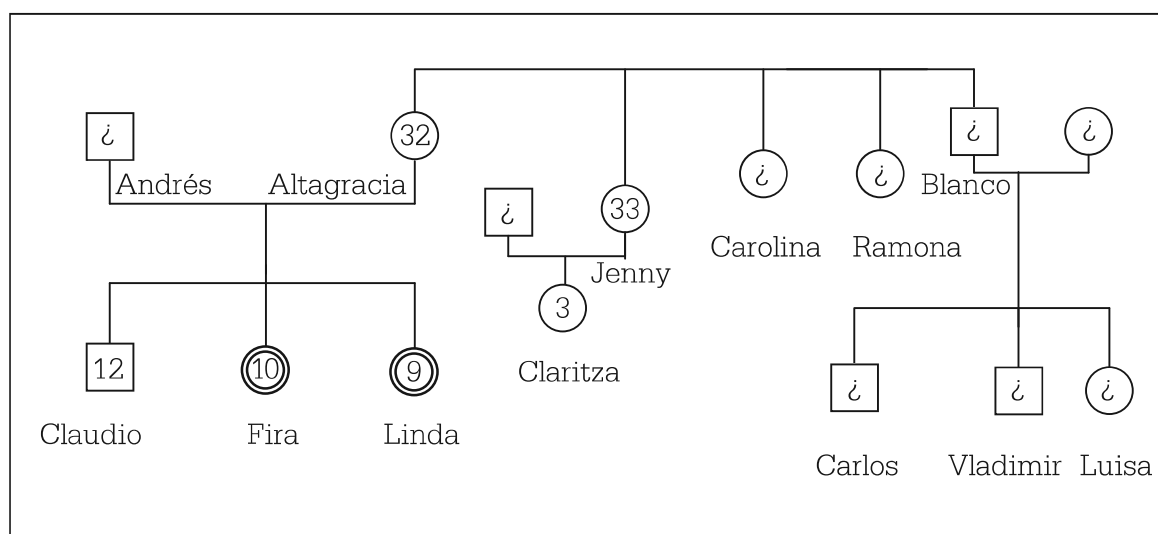 ¿ 32 ¿ ¿
Andrés Altagracia ¿ ¿ Blanco
¿ 33
Carolina Ramona
Jenny
3
12 10 9 Claritza ¿ ¿ ¿
Claudio Fira Linda
Carlos Vladimir Luisa